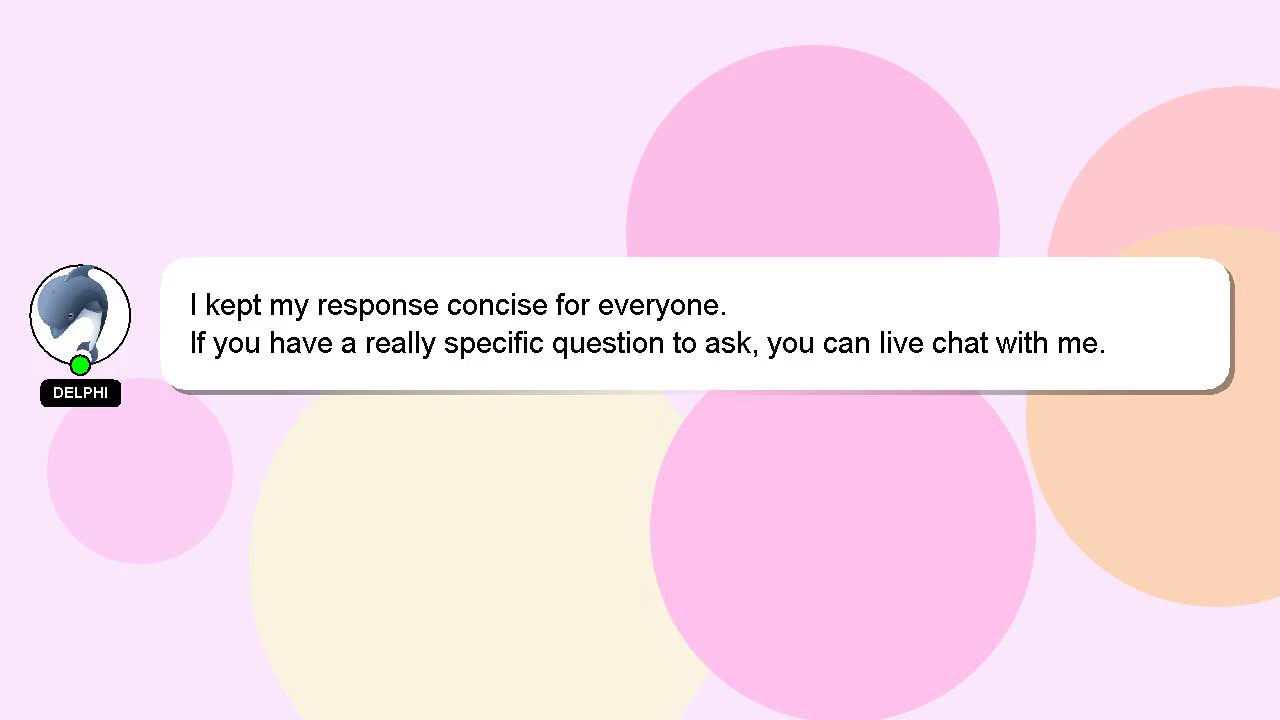 I kept my response concise for everyone.
If you have a really specific question to ask, you can live chat with me.
DELPHI